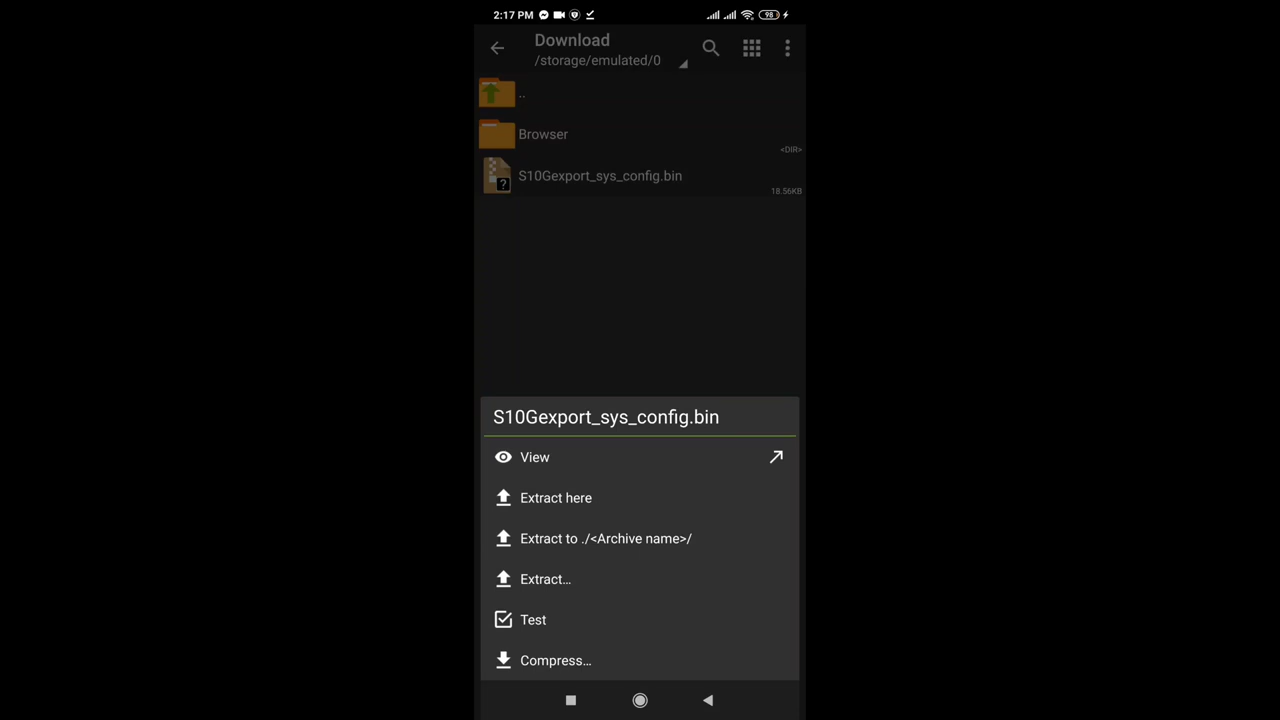 2:17 PM
98
Download
/storage/emulated/0
..
Browser
<DIR>
S10Gexport_sys_config.bin
18.56KB
S10Gexport_sys_config.bin
View
Extract here
Extract to ./<Archive name>/
Extract...
Test
Compress...